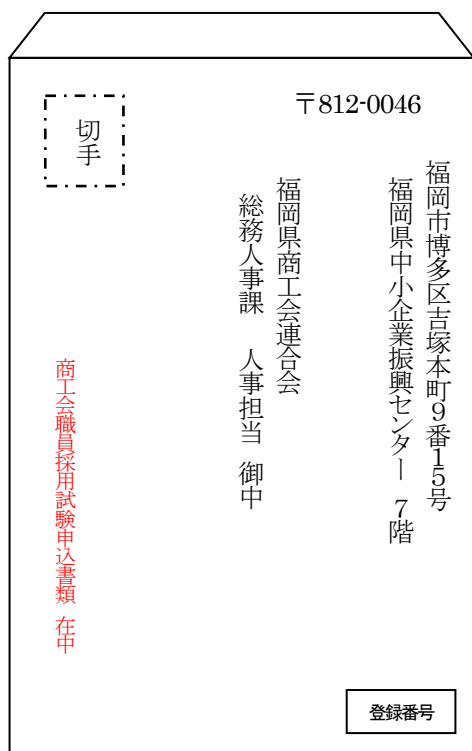 〒812-0046
福岡市博多区吉塚本町9番15号
福岡県中小企業振興センター 7階
福岡県商工会連合会
総務人事課 人事担当 御中
切手
商工会職員採用試験申込書類 在中
登録番号